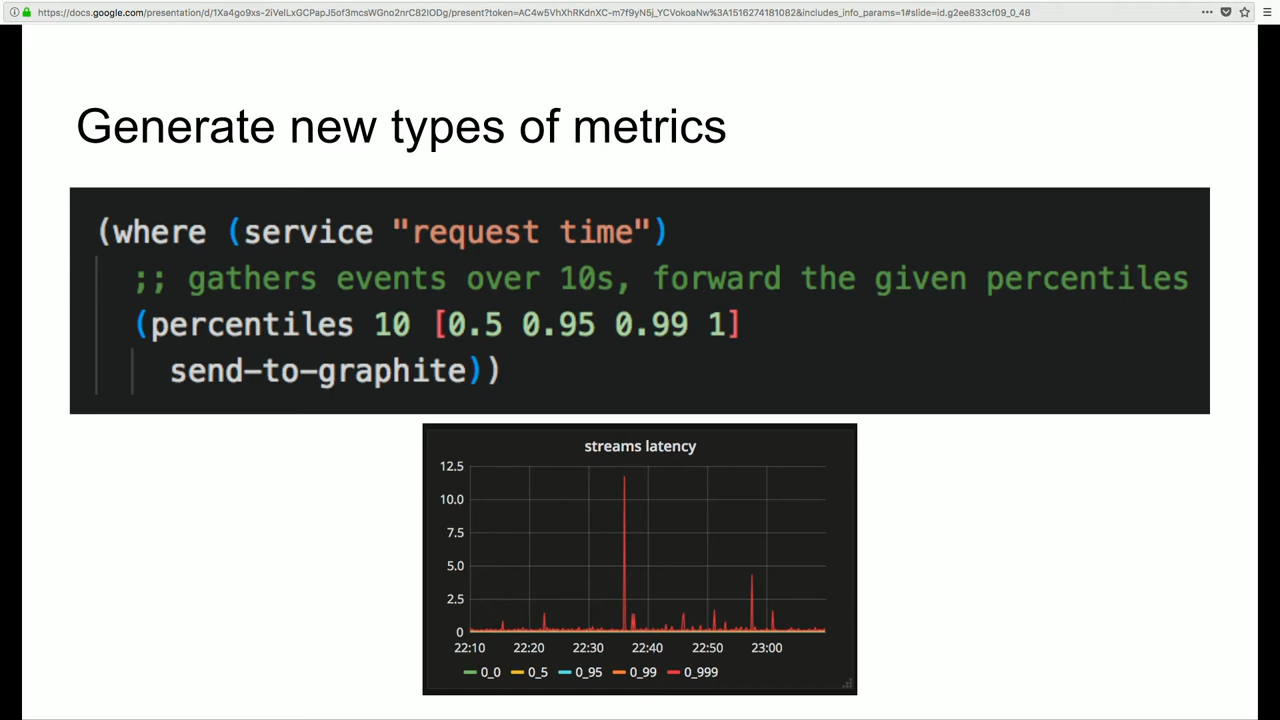 https://docs.google.com/presentation/d/1Xa4go9xs-2iVelLxGCPapJ5of3mcsWGno2nrC82lODg/present?token=AC4w5VhXhRKdnXC-m7f9yN5j_YCVokoaNw%3A1516274181082&includes_info_params=1#slide=id.g2ee833cf09_0_48
Generate new types of metrics
(where (service "request time")
;; gathers events over 10s, forward the given percentiles
(percentiles 10 [0.5 0.95 0.99 1]
send-to-graphite))
streams latency
12.5
10.0
7.5
5.0
2.5
0
22:10 22:20 22:30 22:40 22:50 23:00
0_0 0_5 0_95 0_99 0_999